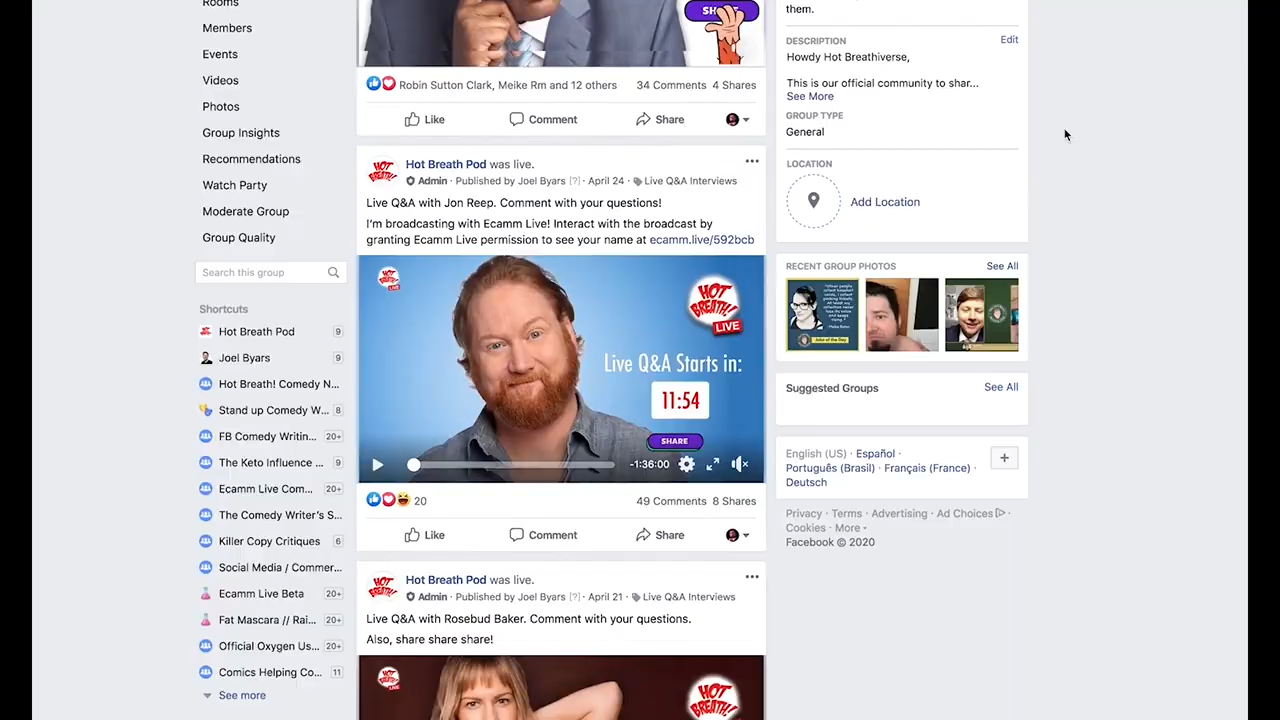 Rooms
Members
Events
Videos
Photos
Group Insights
Recommendations
Watch Party
Moderate Group
Group Quality
Search this group
Shortcuts
Hot Breath Pod 9
Joel Byars 9
Hot Breath! Comedy N...
Stand up Comedy W... 8
FB Comedy Writin... 20+
The Keto Influence ... 9
Ecamm Live Com... 20+
The Comedy Writer's S...
Killer Copy Critiques 6
Social Media / Commer...
Ecamm Live Beta 20+
Fat Mascara // Rai... 20+
Official Oxygen Us... 20+
Comics Helping Co... 11
See more
Robin Sutton Clark, Meike Rm and 12 others 34 Comments 4 Shares
Like Comment Share
Hot Breath Pod was live.
Admin · Published by Joel Byars [?] · April 24 · Live Q&A Interviews
Live Q&A with Jon Reep. Comment with your questions!
I'm broadcasting with Ecamm Live! Interact with the broadcast by
granting Ecamm Live permission to see your name at ecamm.live/592bcb
HOT
BREATH!
LIVE
HOT
BREATH!
LIVE
Live Q&A Starts in:
11:54
SHARE
-1:36:00
20 49 Comments 8 Shares
Like Comment Share
Hot Breath Pod was live.
Admin · Published by Joel Byars [?] · April 21 · Live Q&A Interviews
Live Q&A with Rosebud Baker. Comment with your questions.
Also, share share share!
HOT
BREATH!
LIVE
HOT
BREATH!
them.
DESCRIPTION Edit
Howdy Hot Breathiverse,
This is our official community to shar...
See More
GROUP TYPE
General
LOCATION
Add Location
RECENT GROUP PHOTOS See All
Suggested Groups See All
English (US) · Español ·
Português (Brasil) · Français (France) ·
Deutsch
Privacy · Terms · Advertising · Ad Choices ·
Cookies · More
Facebook © 2020